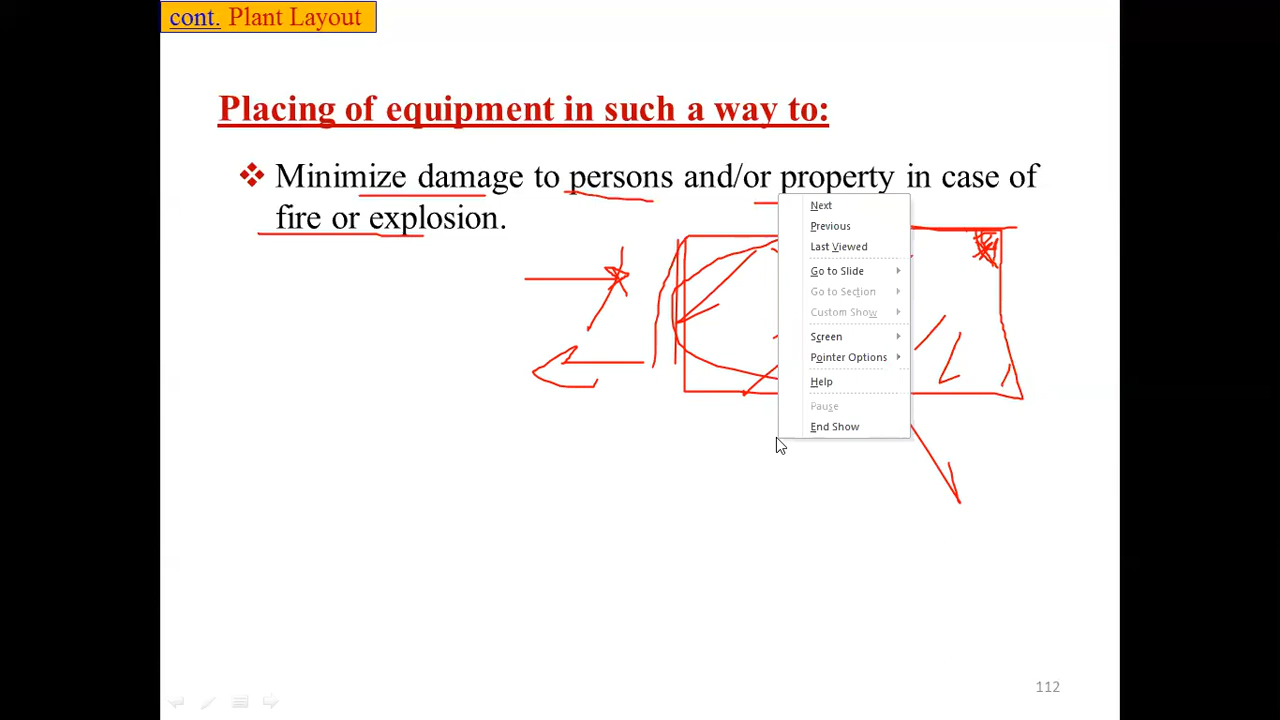 cont. Plant Layout
Placing of equipment in such a way to:
❖ Minimize damage to persons and/or property in case of
fire or explosion.
Next
Previous
Last Viewed
Go to Slide
Go to Section
Custom Show
Screen
Pointer Options
Help
Pause
End Show
112